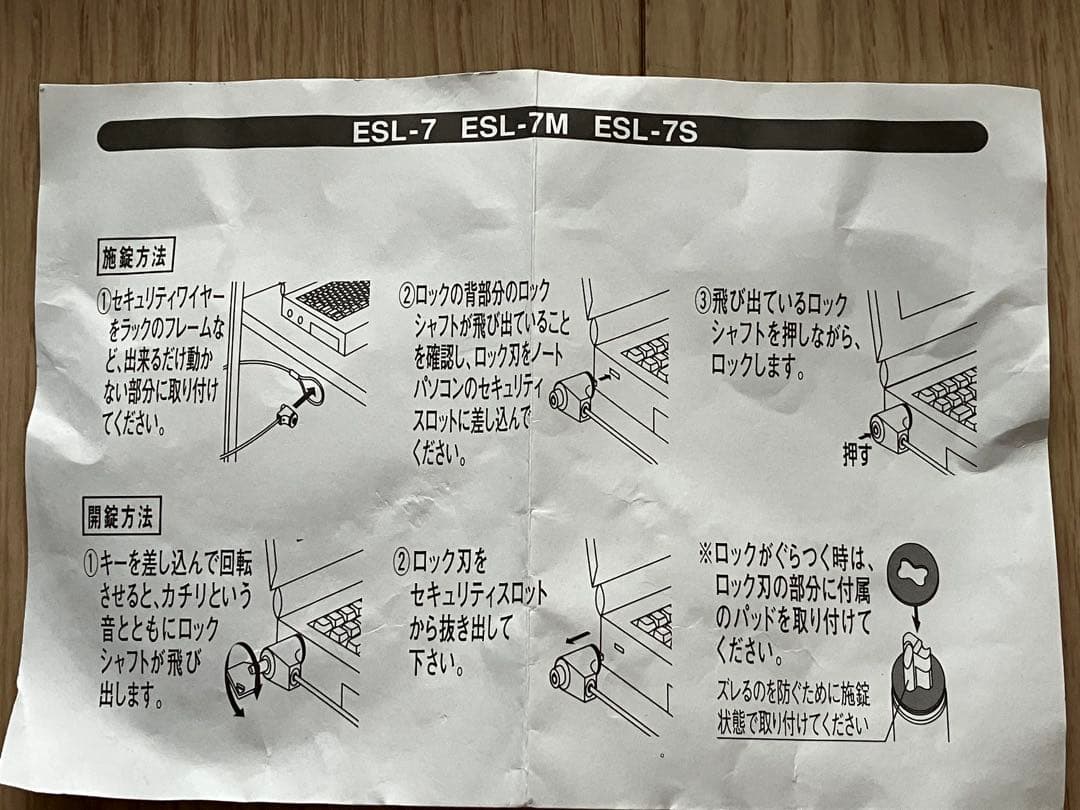 ESL-7 ESL-7M ESL-7S
施錠方法
①セキュリティワイヤー
をラックのフレームな
ど、出来るだけ動か
ない部分に取り付け
てください。
②ロックの背部分のロック
シャフトが飛び出ていること
を確認し、ロック刃をノート
パソコンのセキュリティ
スロットに差し込んで
ください。
③飛び出ているロック
シャフトを押しながら、
ロックします。
押す
開錠方法
①キーを差し込んで回転
させると、カチリという
音とともにロック
シャフトが飛び
出します。
②ロック刃を
セキュリティスロット
から抜き出して
下さい。
※ロックがぐらつく時は、
ロック刃の部分に付属
のパッドを取り付けて
ください。
ズレるのを防ぐために施錠
状態で取り付けてください